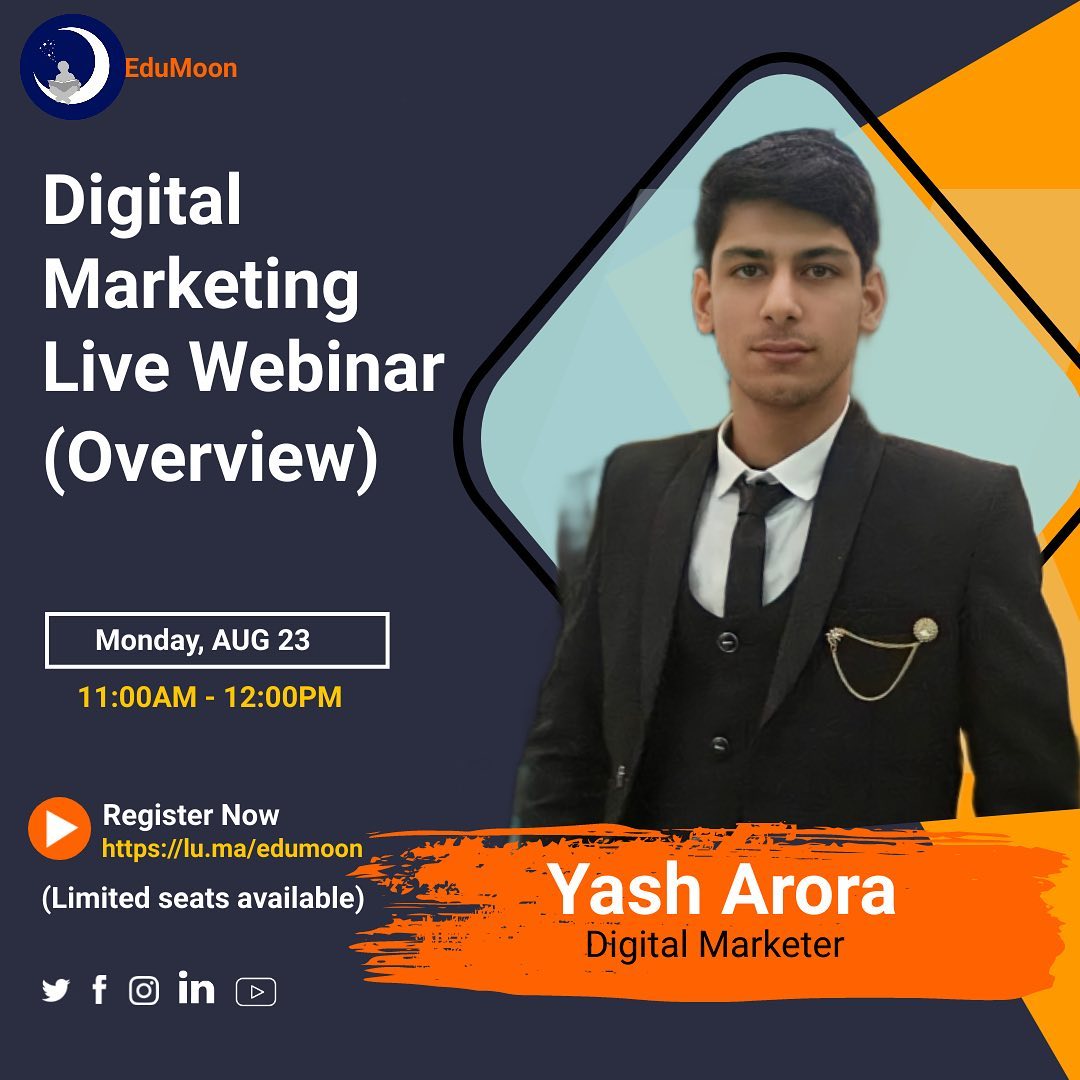 EduMoon
Digital
Marketing
Live Webinar
(Overview)
Monday, AUG 23
11:00AM - 12:00PM
Register Now
https://lu.ma/edumoon
(Limited seats available)
Yash Arora
Digital Marketer